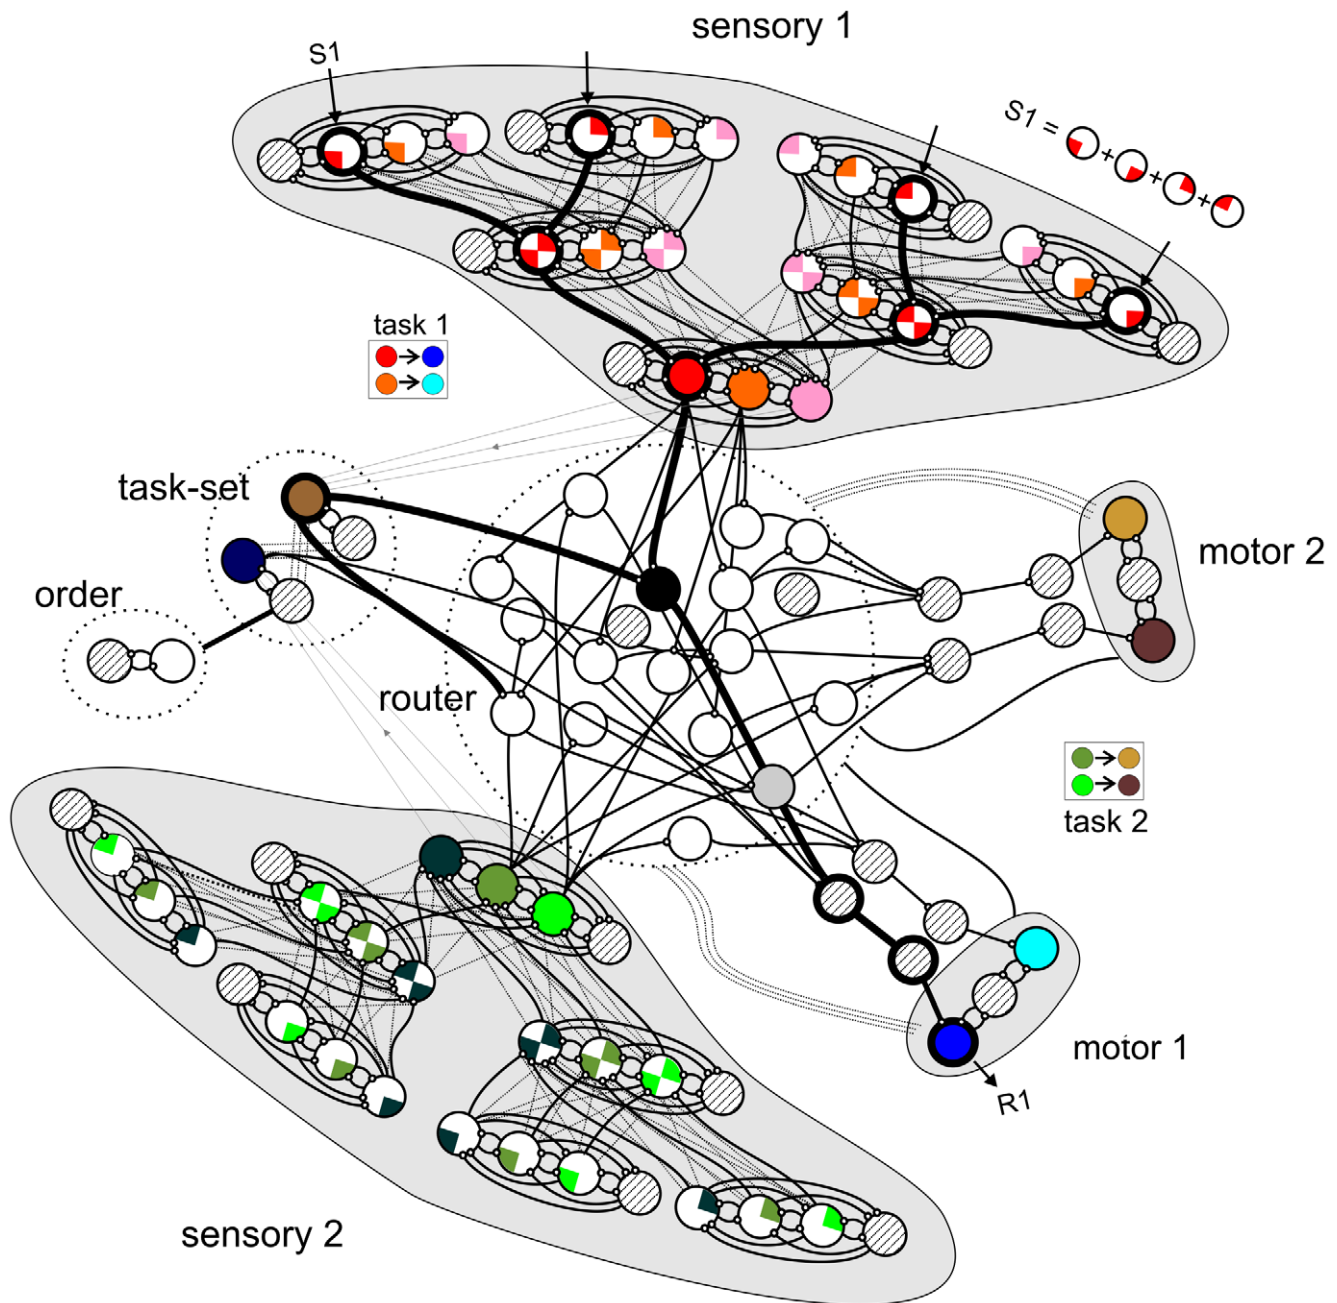 sensory 1
S1
S1 = + + +
task 1
task-set
motor 2
order
router
task 2
motor 1
R1
sensory 2